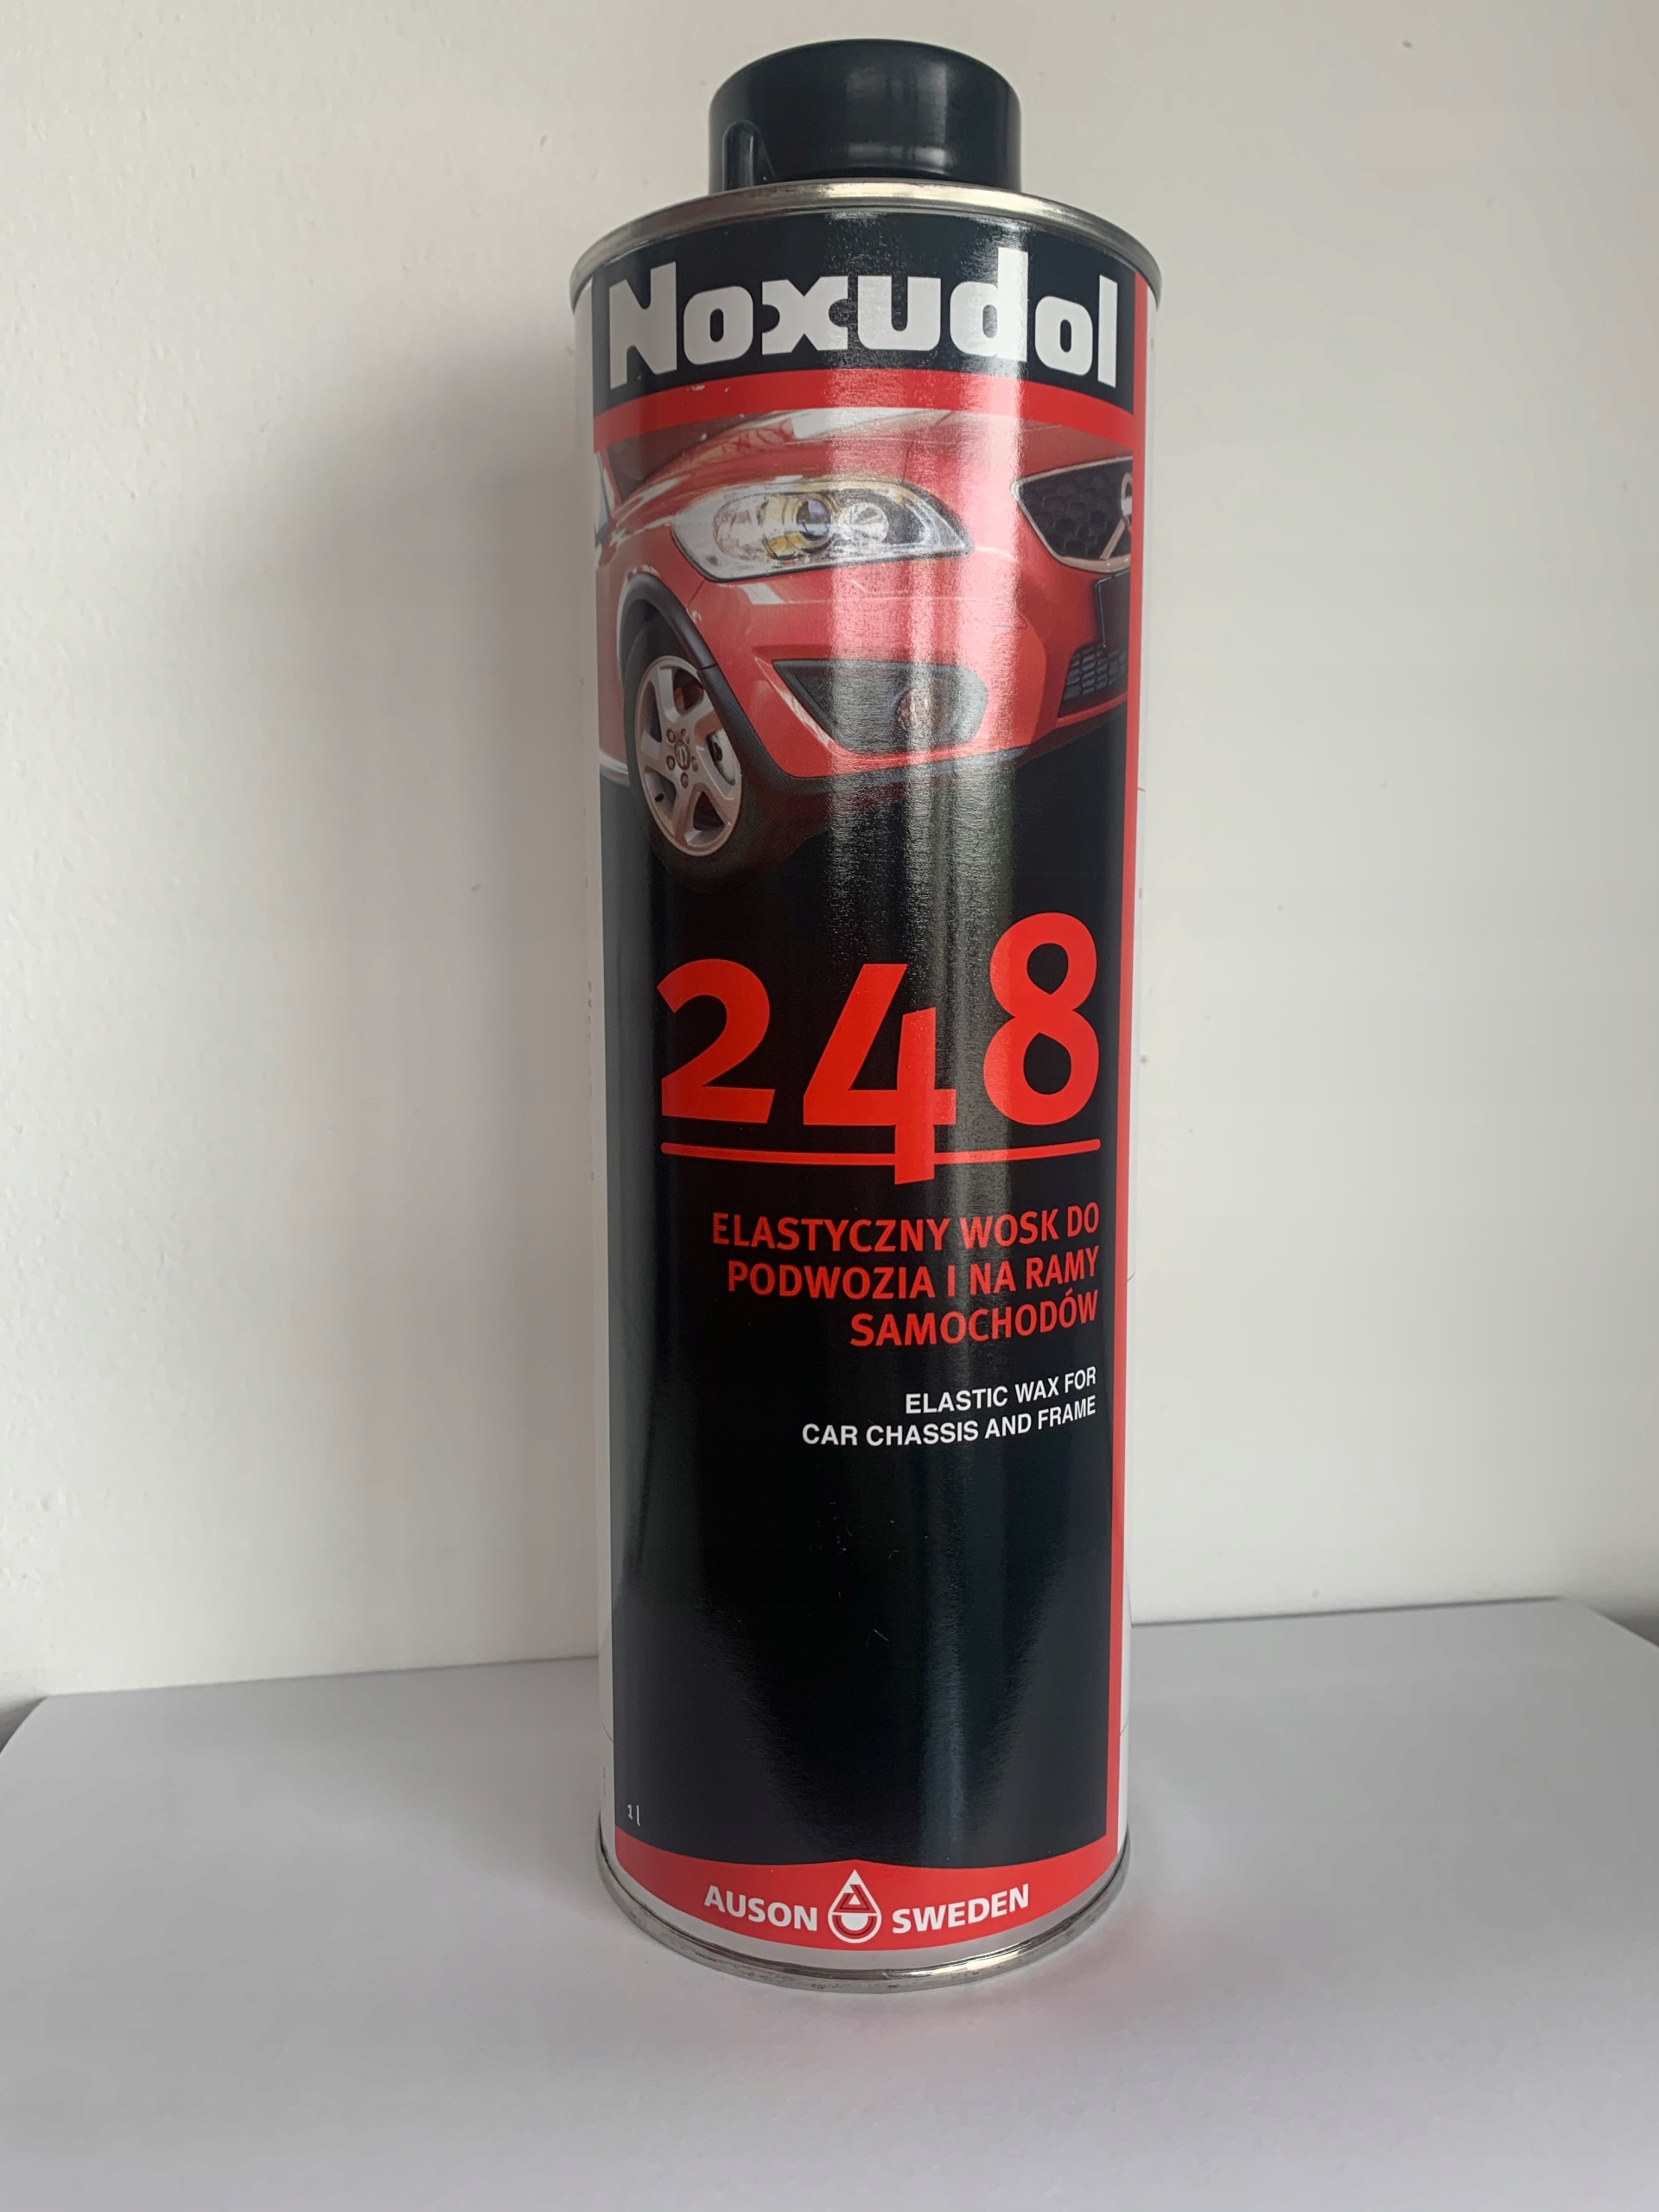 Noxudol
248
ELASTYCZNY WOSK DO
PODWOZIA I NA RAMY
SAMOCHODÓW
ELASTIC WAX FOR
CAR CHASSIS AND FRAME
1 l
AUSON SWEDEN